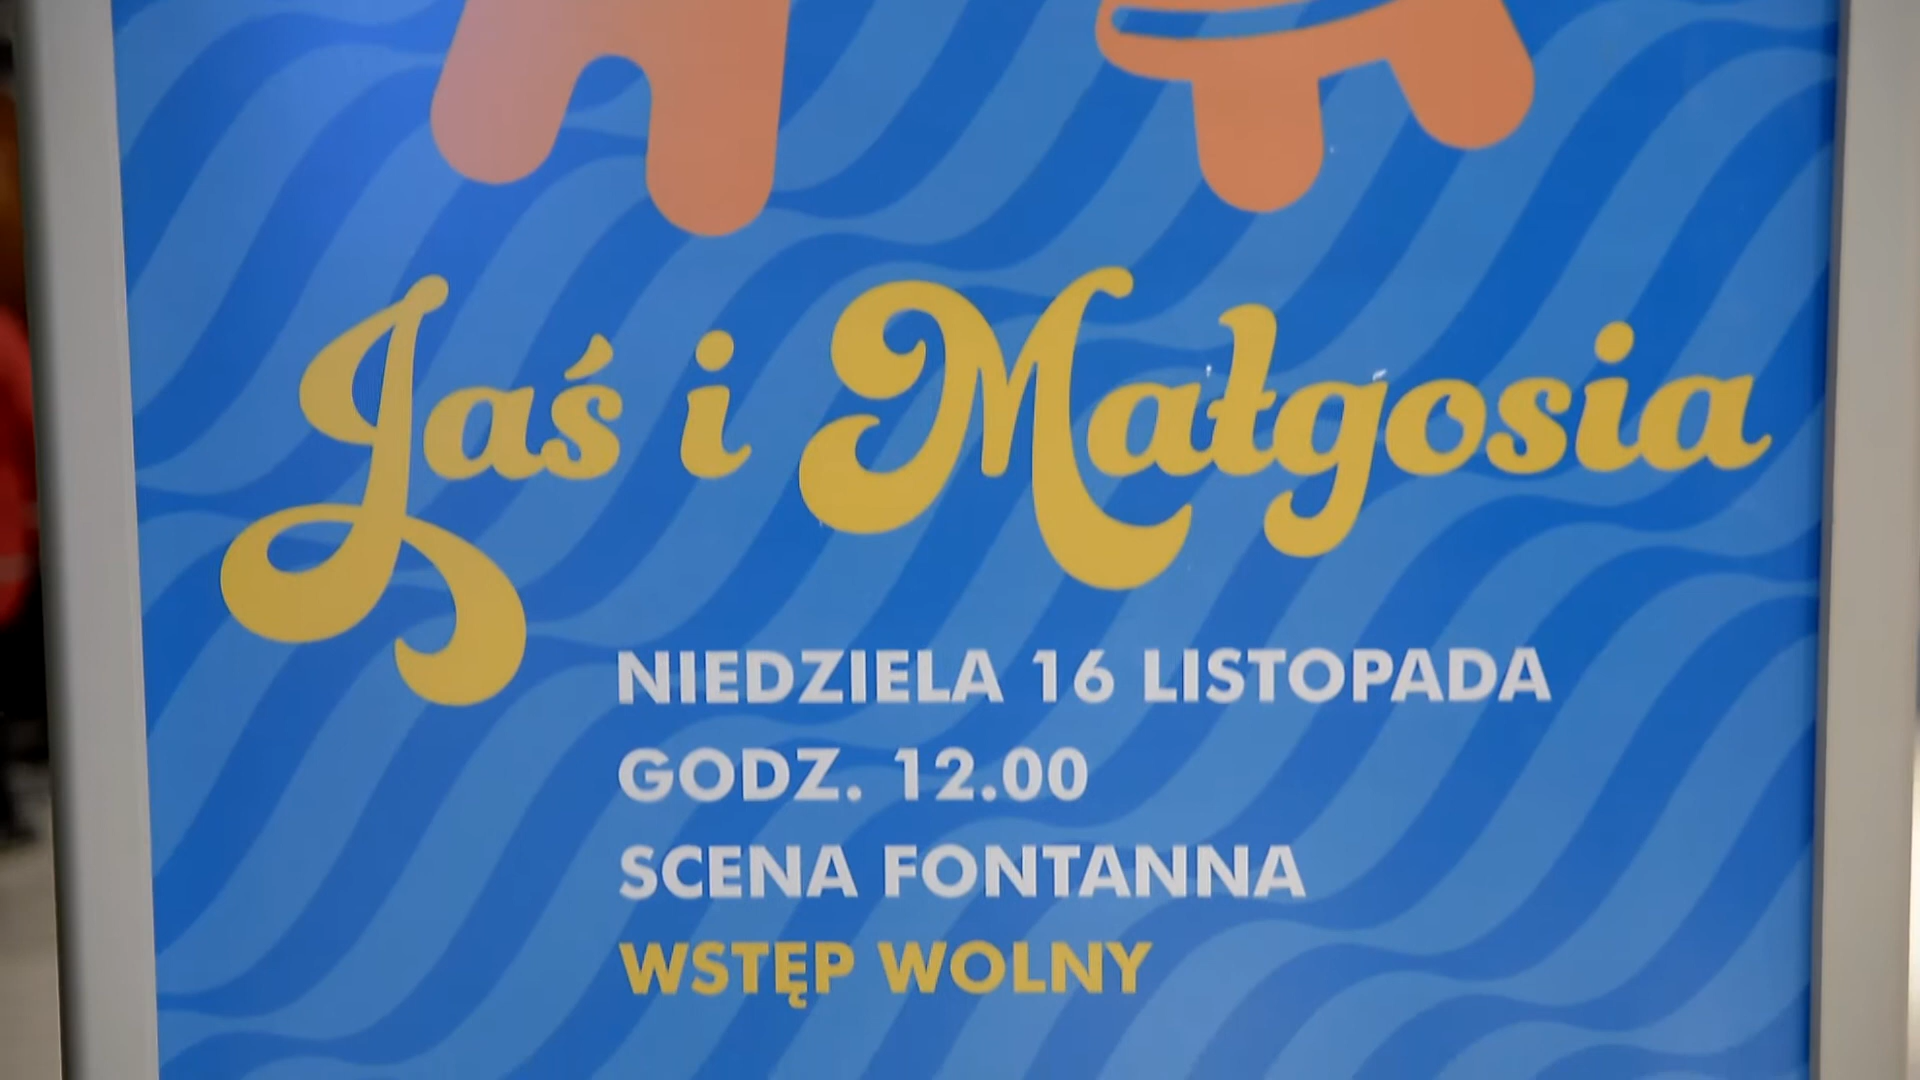 Jaś i Małgosia
NIEDZIELA 16 LISTOPADA
GODZ. 12.00
SCENA FONTANNA
WSTĘP WOLNY